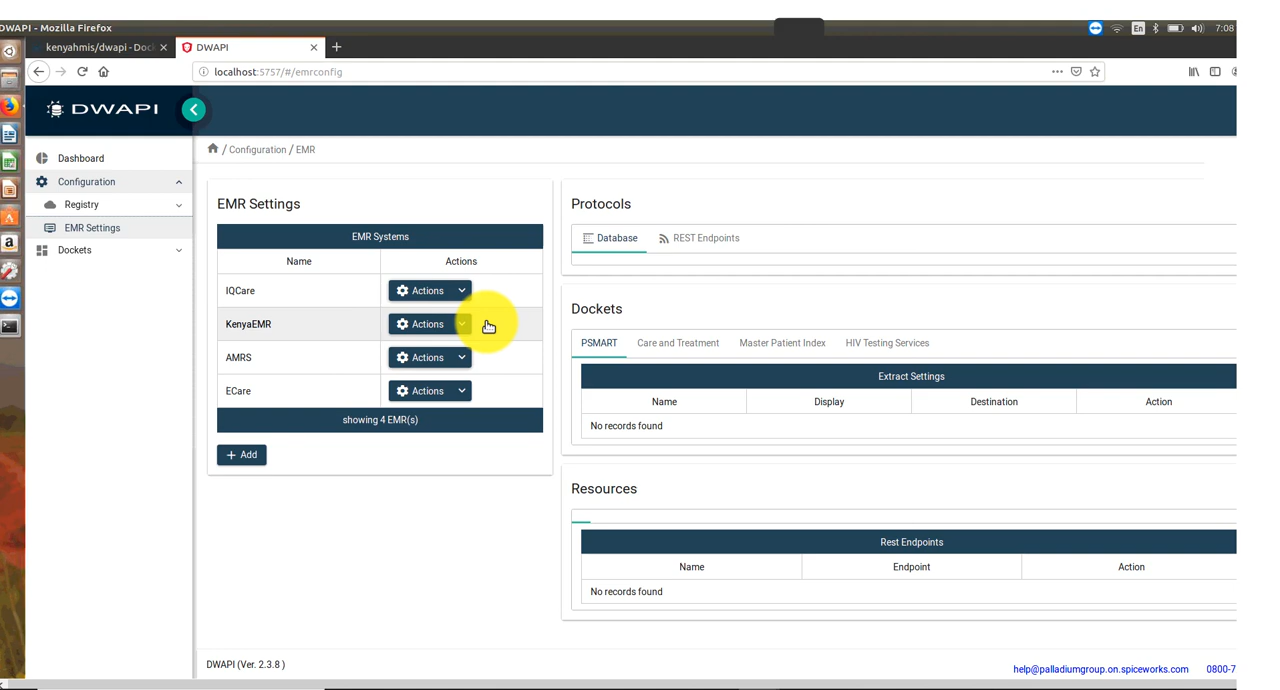 DWAPI - Mozilla Firefox
En
7:08
kenyahmis/dwapi - Dock
DWAPI
localhost:5757/#/emrconfig
DWAPI
/ Configuration / EMR
Dashboard
Configuration
Registry
EMR Settings
Dockets
EMR Settings
EMR Systems
Name Actions
IQCare Actions
KenyaEMR Actions
AMRS Actions
ECare Actions
showing 4 EMR(s)
+ Add
Protocols
Database REST Endpoints
Dockets
PSMART Care and Treatment Master Patient Index HIV Testing Services
Extract Settings
Name Display Destination Action
No records found
Resources
Rest Endpoints
Name Endpoint Action
No records found
DWAPI (Ver. 2.3.8 )
help@palladiumgroup.on.spiceworks.com 0800-7